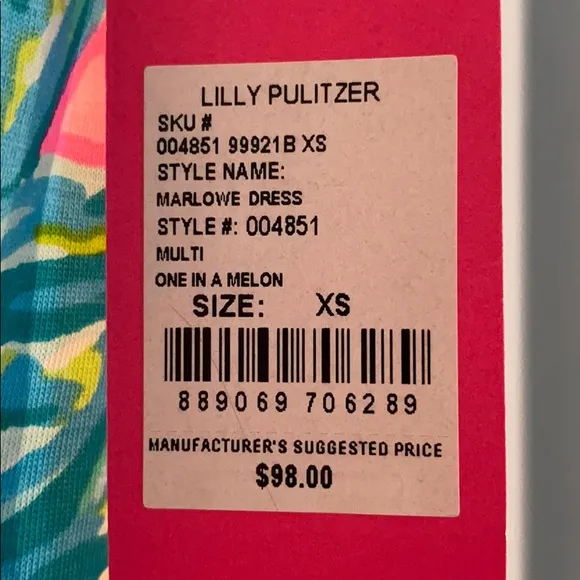 LILLY PULITZER
SKU #
004851 99921B XS
STYLE NAME:
MARLOWE DRESS
STYLE #: 004851
MULTI
ONE IN A MELON
SIZE: XS
889069 706289
MANUFACTURER'S SUGGESTED PRICE
$98.00